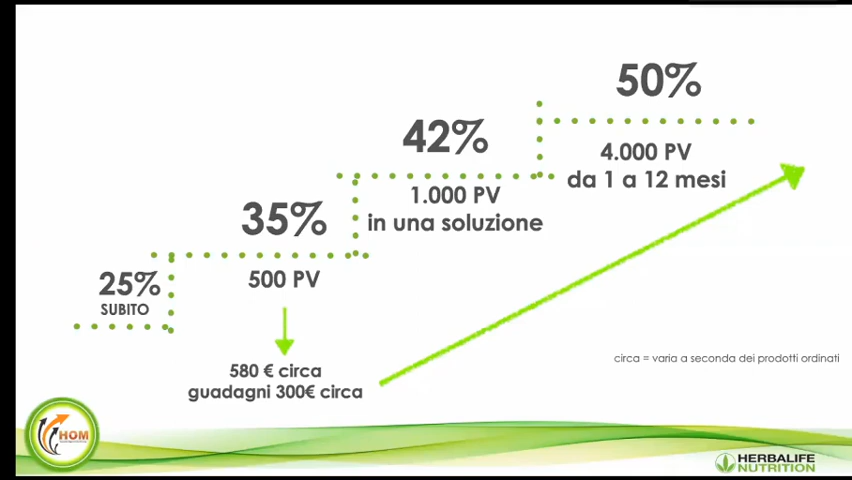 50%
42%
4.000 PV
da 1 a 12 mesi
1.000 PV
in una soluzione
35%
500 PV
25%
SUBITO
580 € circa
guadagni 300€ circa
circa = varia a seconda dei prodotti ordinati
HOM
HERBALIFE
NUTRITION